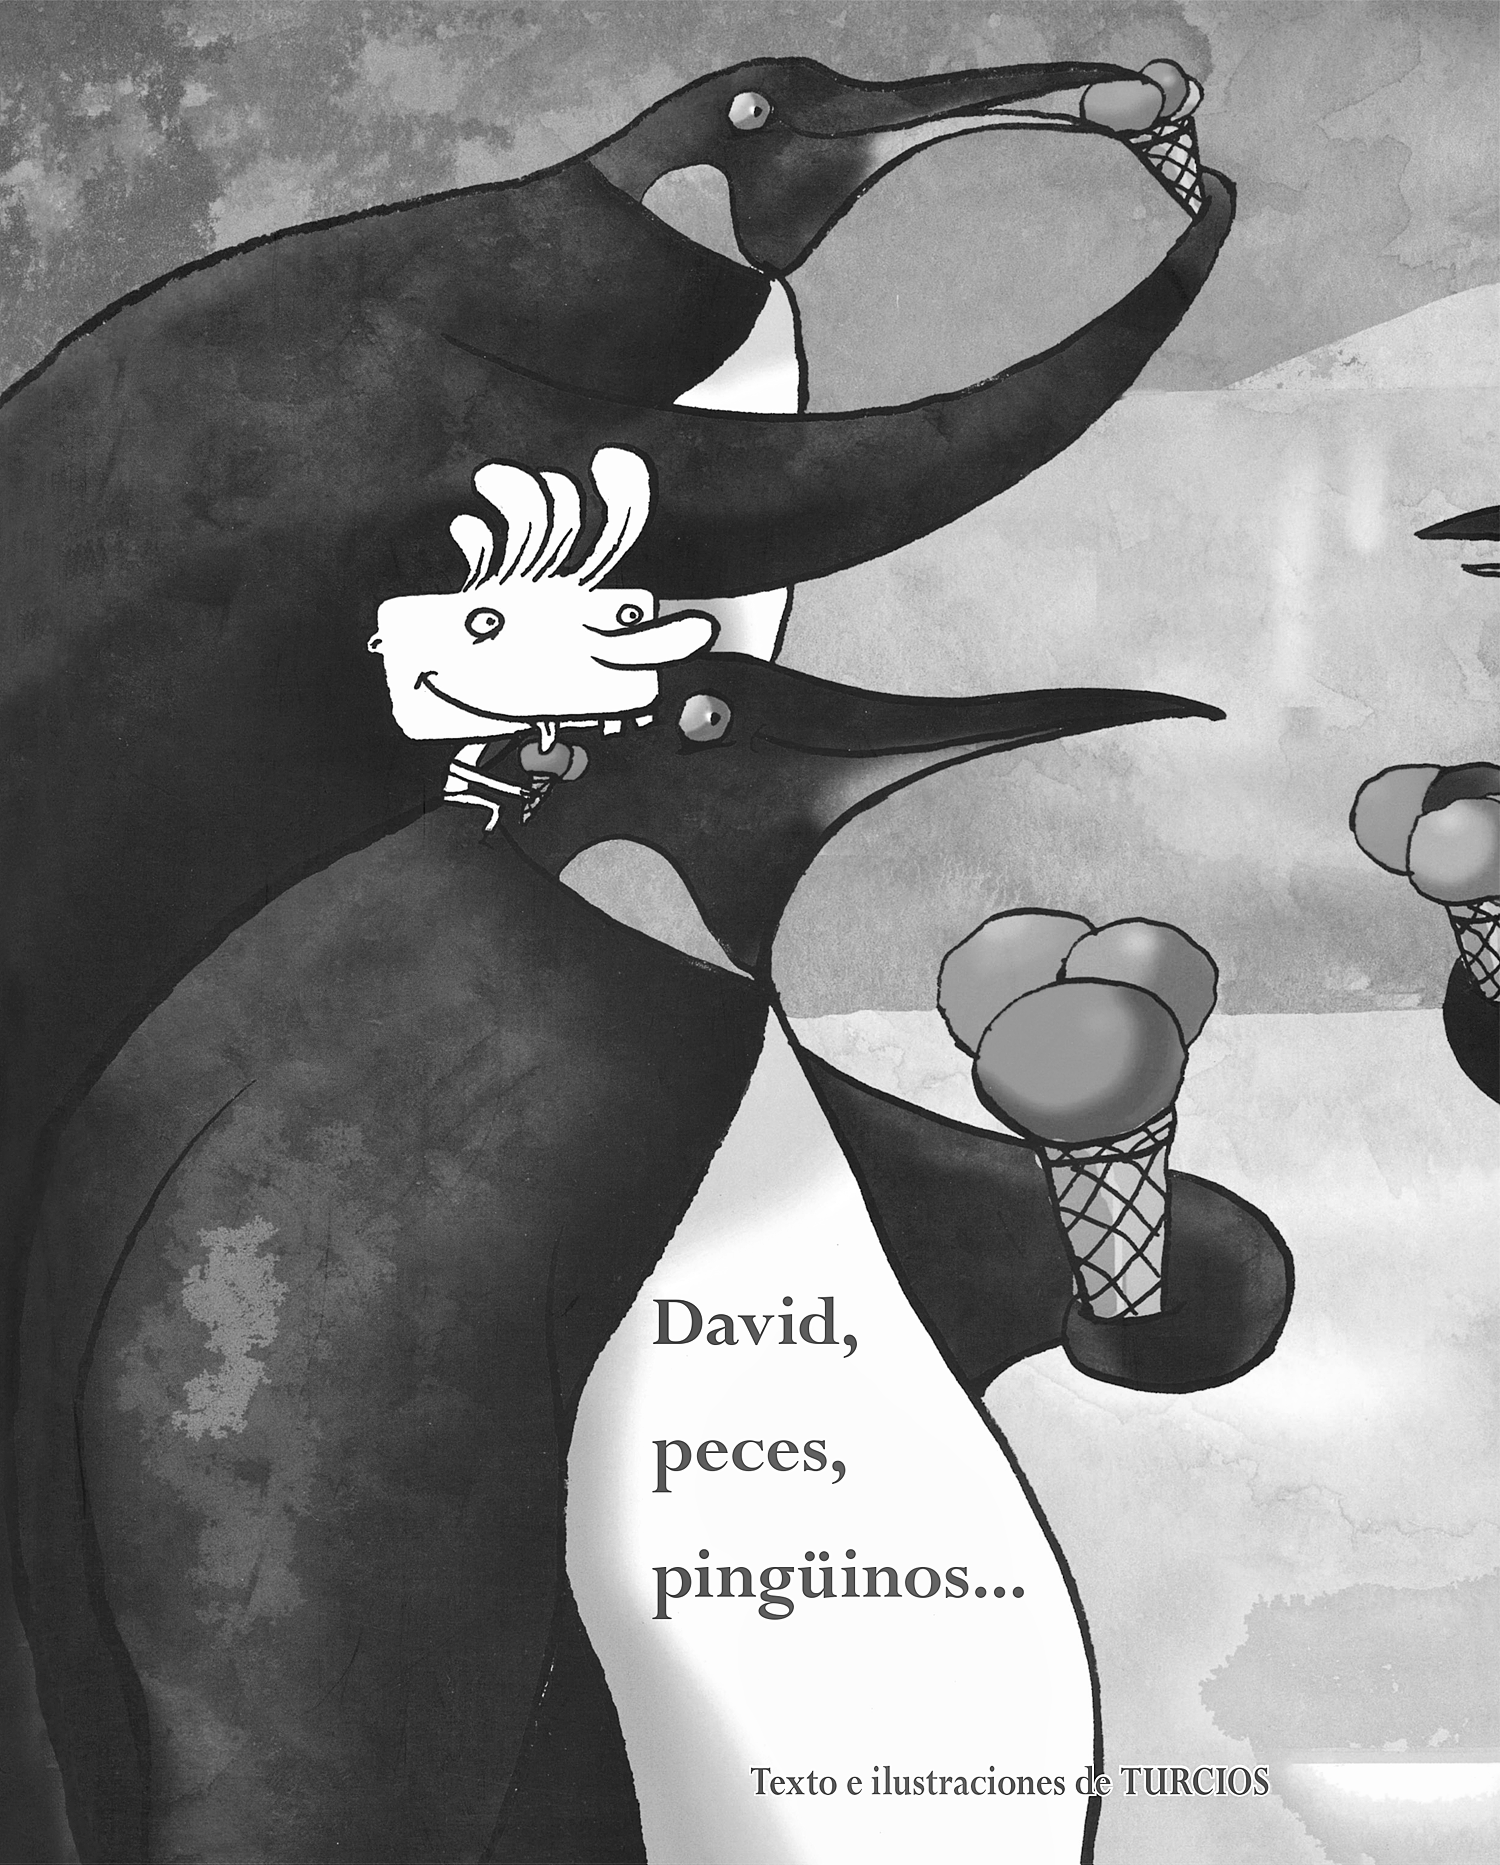 David,
peces,
pingüinos...
Texto e ilustraciones de TURCIOS